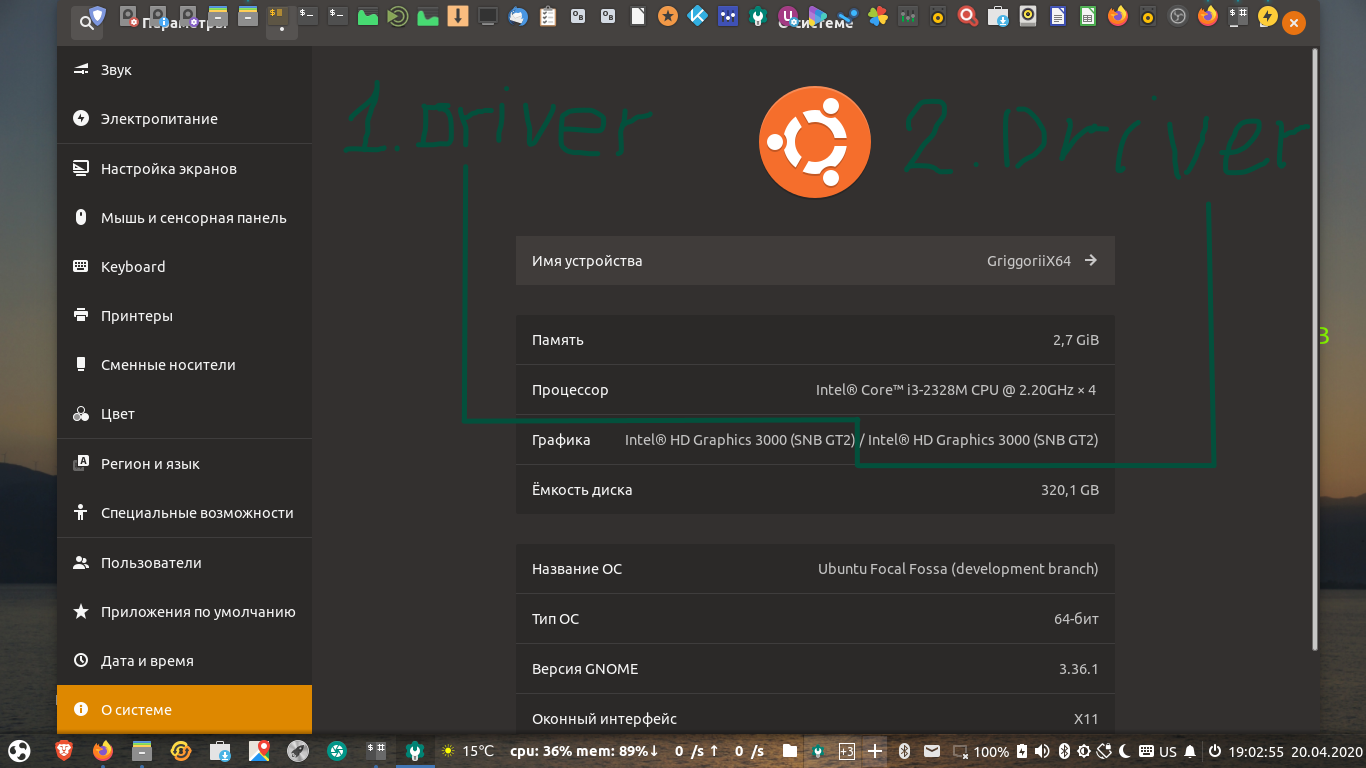 О системе
Звук
Электропитание
Настройка экранов
Мышь и сенсорная панель
Keyboard
Принтеры
Сменные носители
Цвет
Регион и язык
Специальные возможности
Пользователи
Приложения по умолчанию
Дата и время
О системе
1. Driver
2. Driver
Имя устройства GriggoriiX64
Память 2,7 GiB
Процессор Intel® Core™ i3-2328M CPU @ 2.20GHz × 4
Графика Intel® HD Graphics 3000 (SNB GT2) / Intel® HD Graphics 3000 (SNB GT2)
Ёмкость диска 320,1 GB
Название ОС Ubuntu Focal Fossa (development branch)
Тип ОС 64-бит
Версия GNOME 3.36.1
Оконный интерфейс X11
15°C cpu: 36% mem: 89%↓ 0 /s ↑ 0 /s +3 100% US 19:02:55 20.04.2020